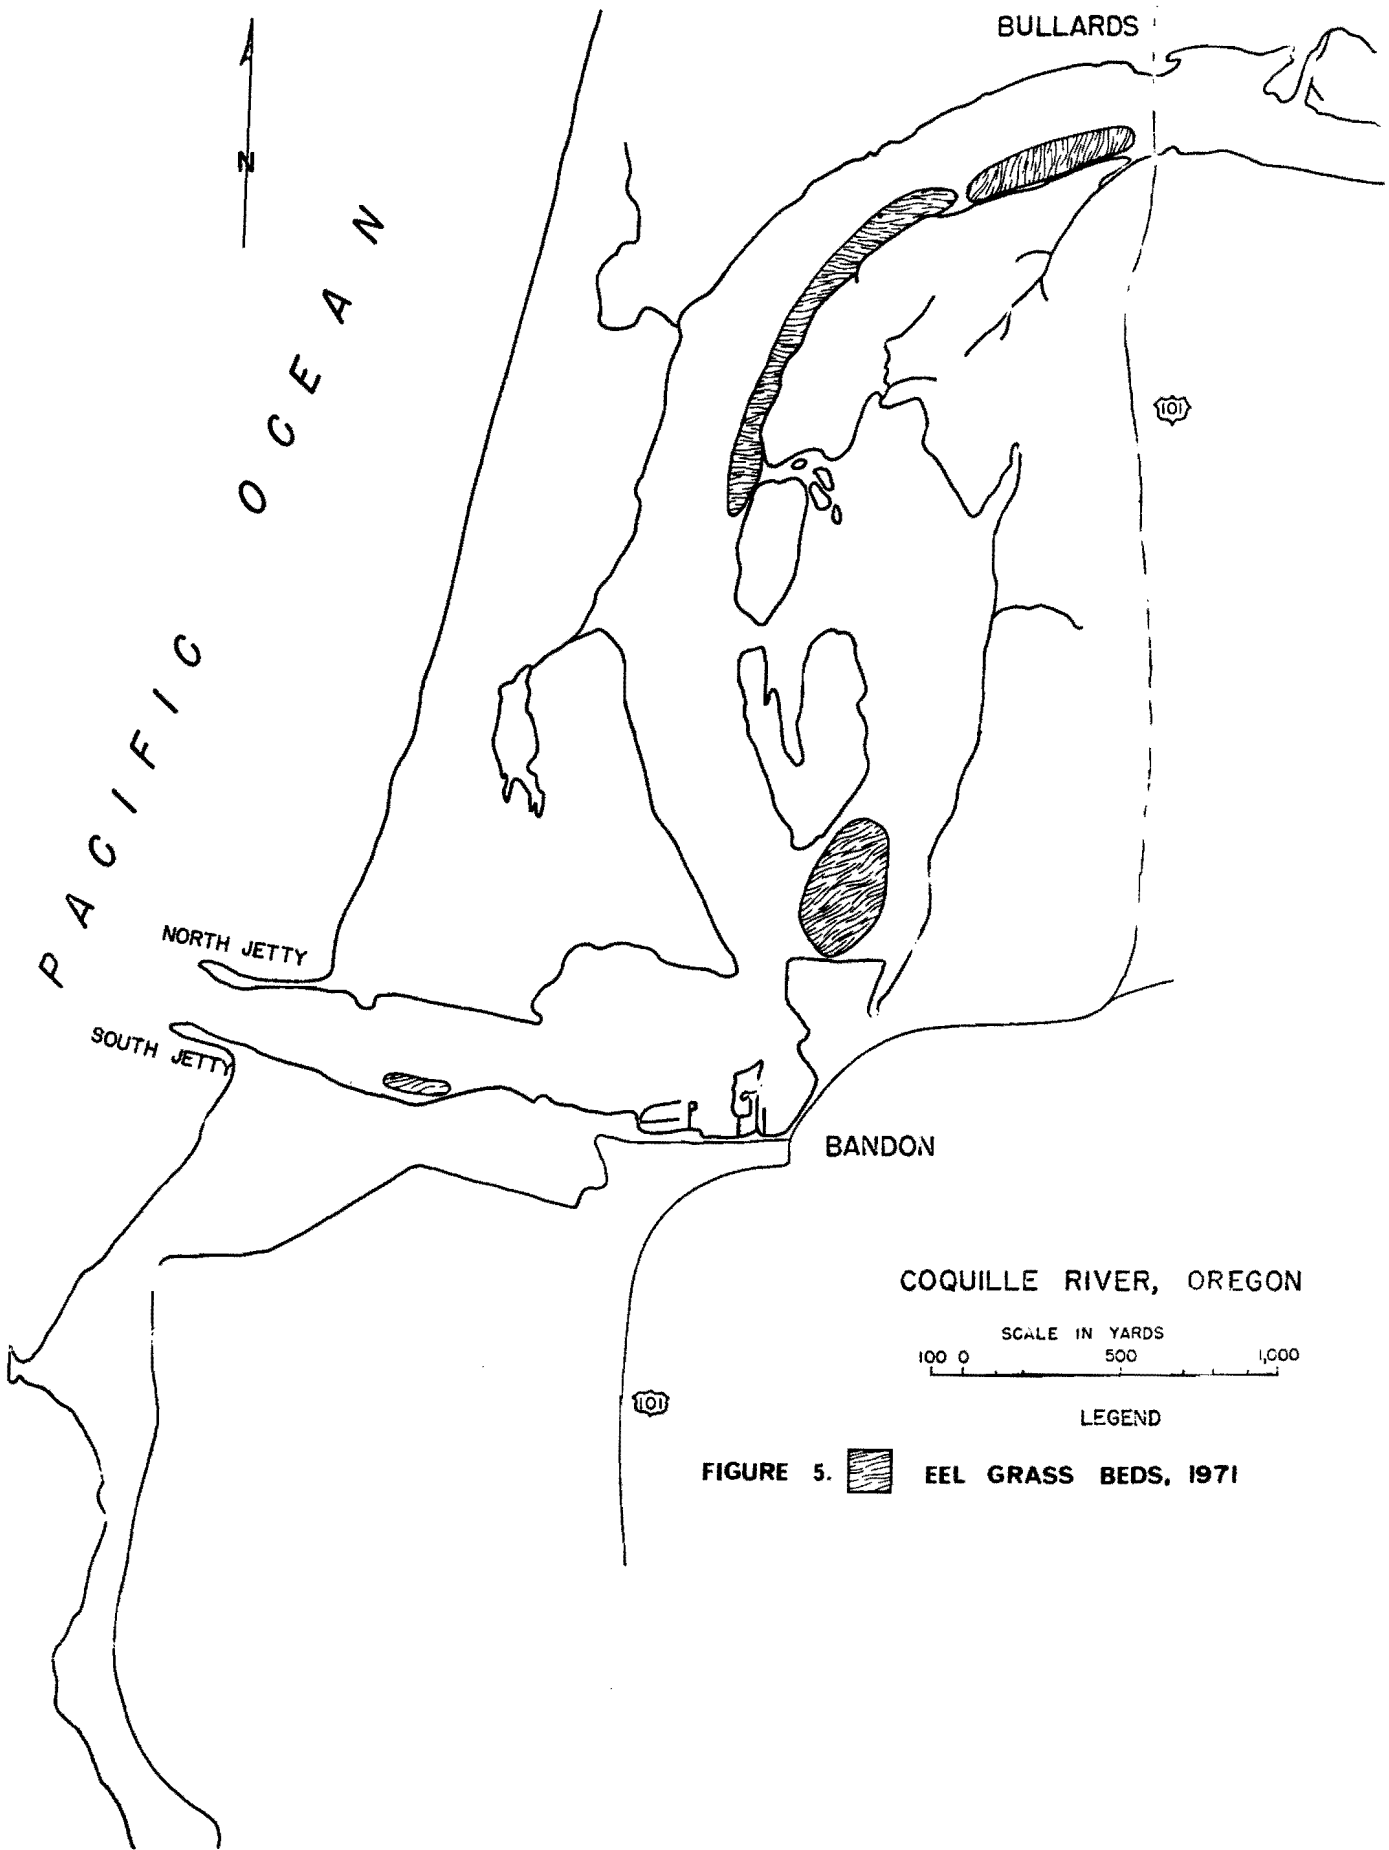 BULLARDS
N
PACIFIC OCEAN
101
NORTH JETTY
SOUTH JETTY
BANDON
COQUILLE RIVER, OREGON
SCALE IN YARDS
100 0 500 1,000
LEGEND
101
FIGURE 5. EEL GRASS BEDS, 1971